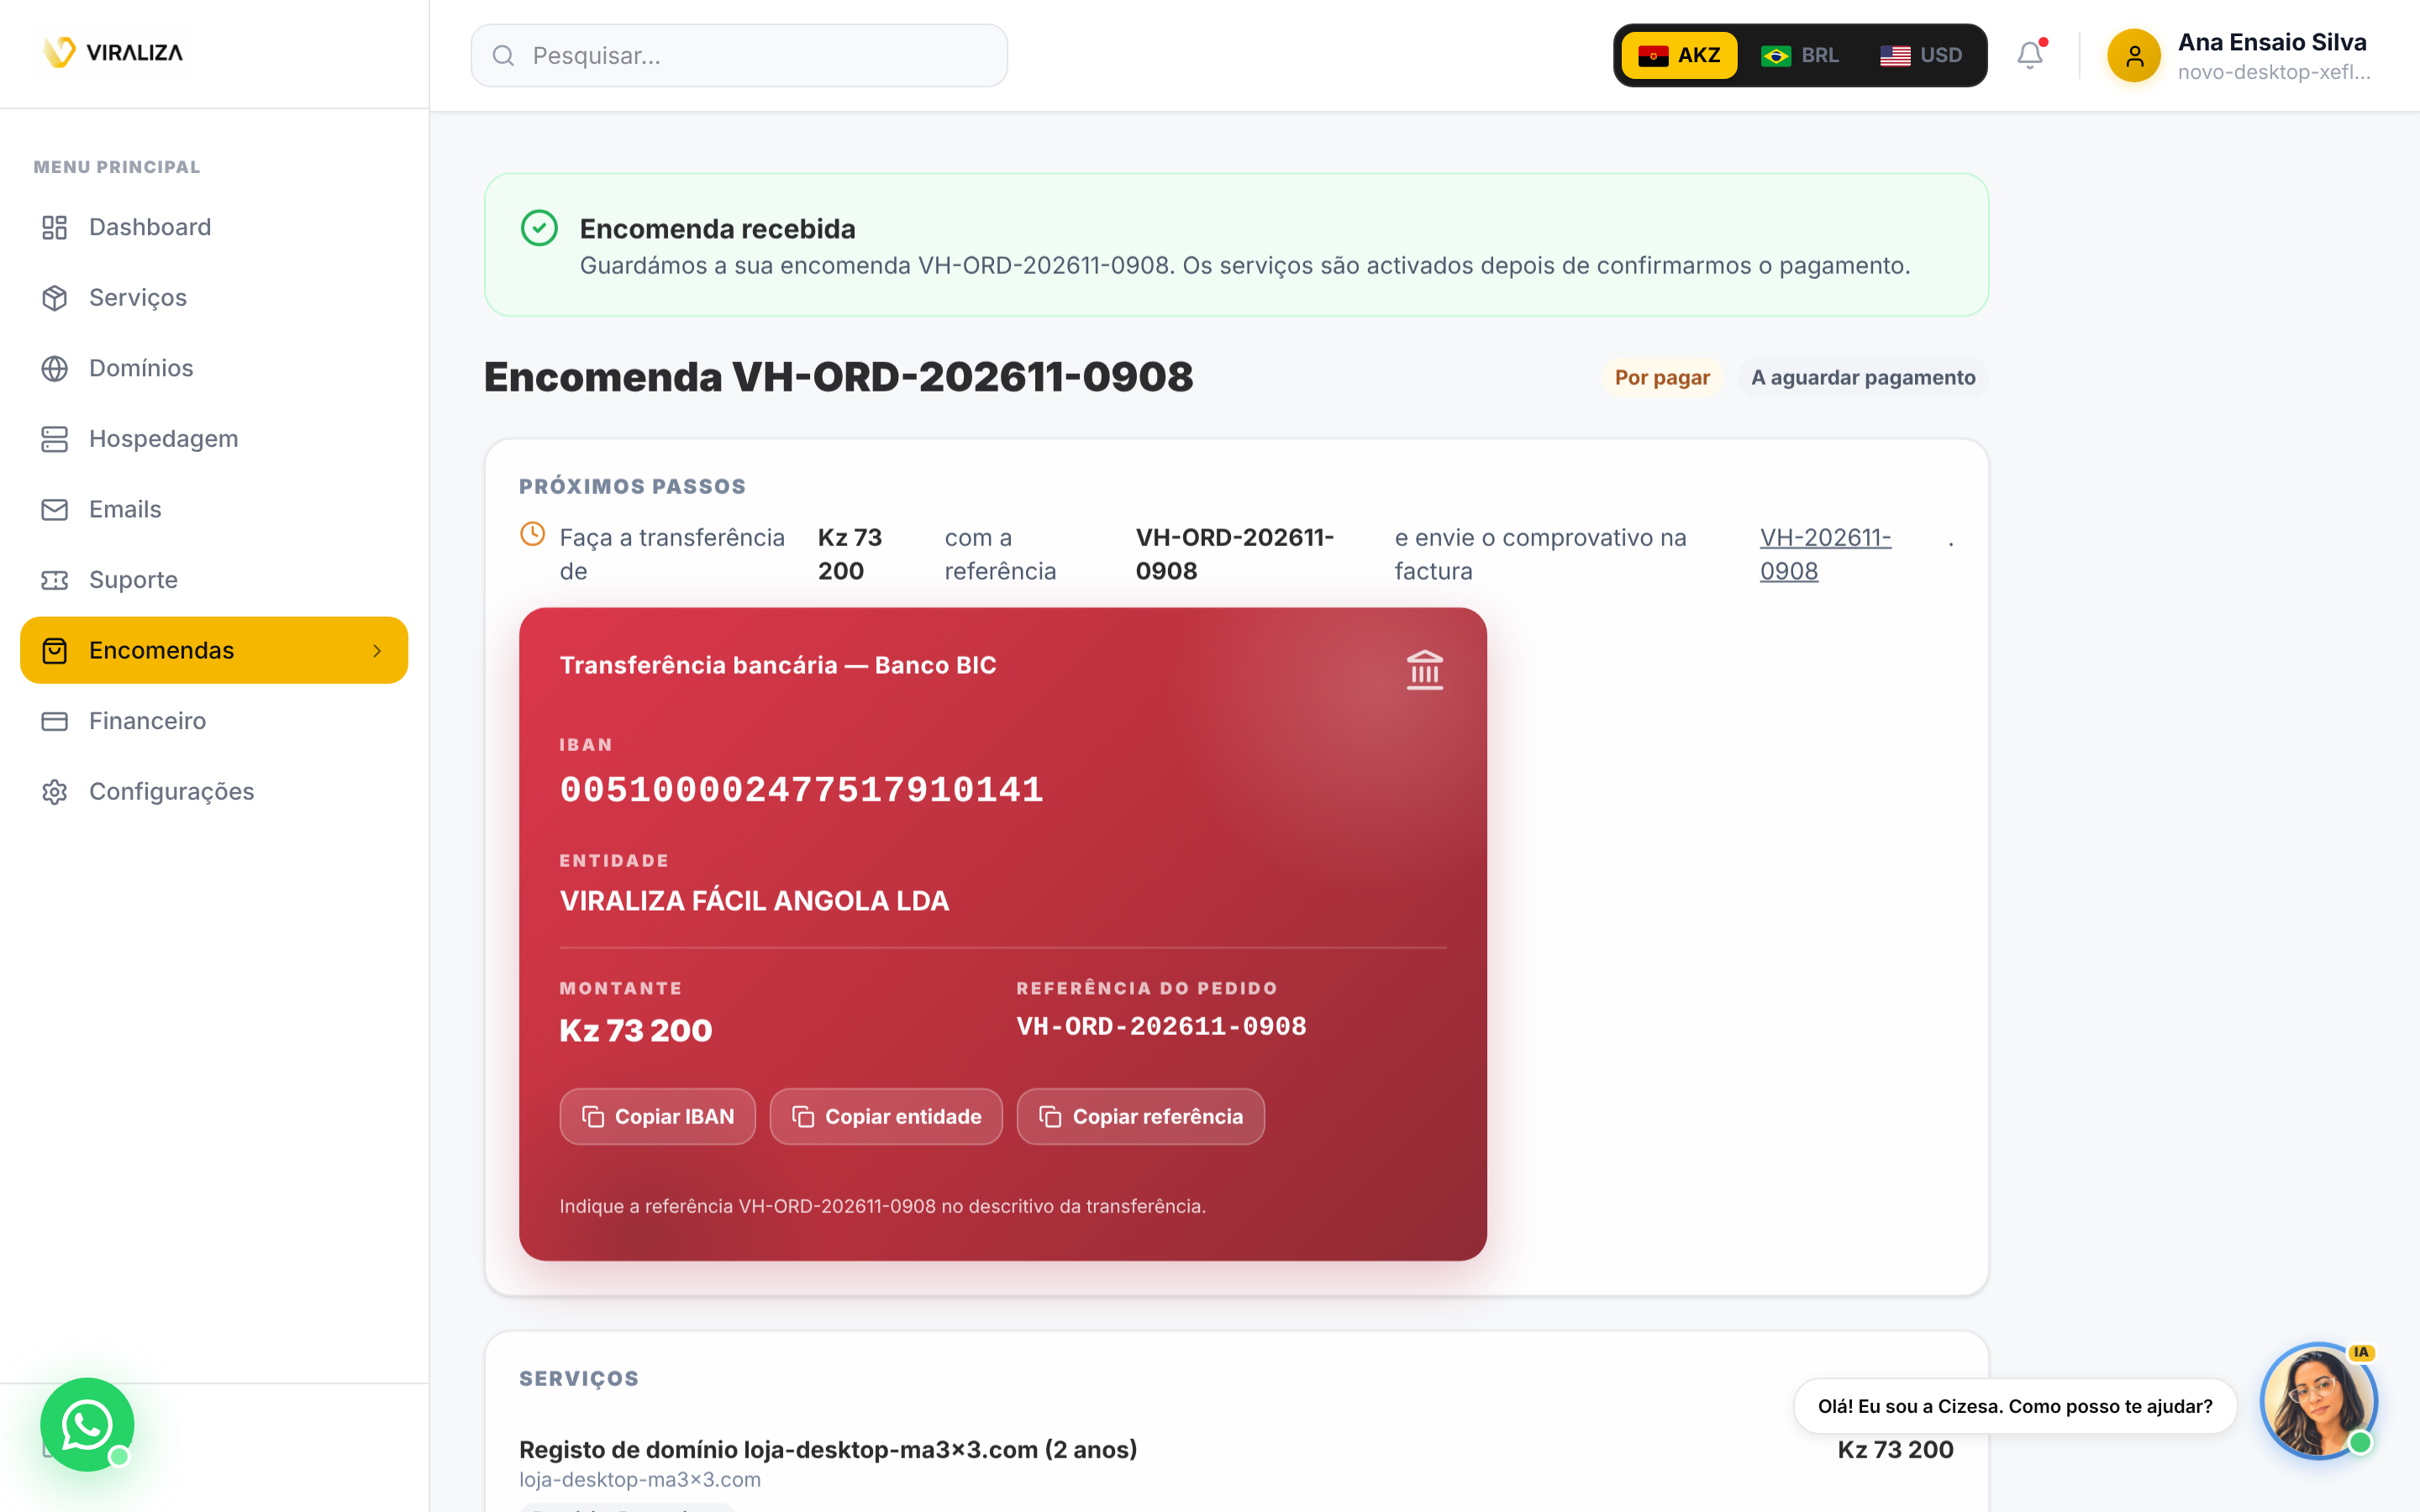 VIRALIZA
Pesquisar...
AKZ
BRL
USD
Ana Ensaio Silva
novo-desktop-xefl...
MENU PRINCIPAL
Dashboard
Serviços
Domínios
Hospedagem
Emails
Suporte
Encomendas
Financeiro
Configurações
Encomenda recebida
Guardámos a sua encomenda VH-ORD-202611-0908. Os serviços são activados depois de confirmarmos o pagamento.
Encomenda VH-ORD-202611-0908
Por pagar
A aguardar pagamento
PRÓXIMOS PASSOS
Faça a transferência de
Kz 73 200
com a referência
VH-ORD-202611-0908
e envie o comprovativo na factura
VH-202611-0908
.
Transferência bancária — Banco BIC
IBAN
005100002477517910141
ENTIDADE
VIRALIZA FÁCIL ANGOLA LDA
MONTANTE
Kz 73 200
REFERÊNCIA DO PEDIDO
VH-ORD-202611-0908
Copiar IBAN
Copiar entidade
Copiar referência
Indique a referência VH-ORD-202611-0908 no descritivo da transferência.
SERVIÇOS
Registo de domínio loja-desktop-ma3x3.com (2 anos)
Kz 73 200
loja-desktop-ma3x3.com
IA
Olá! Eu sou a Cizesa. Como posso te ajudar?